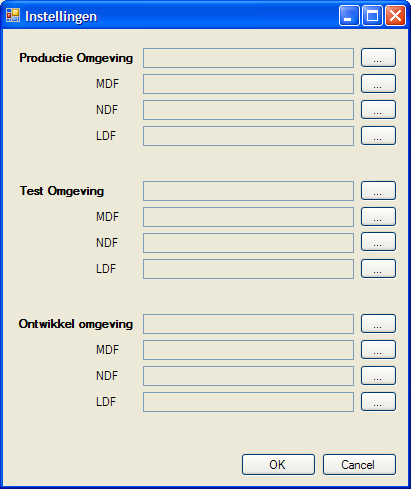 Instellingen
Productie Omgeving ...
MDF ...
NDF ...
LDF ...
Test Omgeving ...
MDF ...
NDF ...
LDF ...
Ontwikkel omgeving ...
MDF ...
NDF ...
LDF ...
OK Cancel